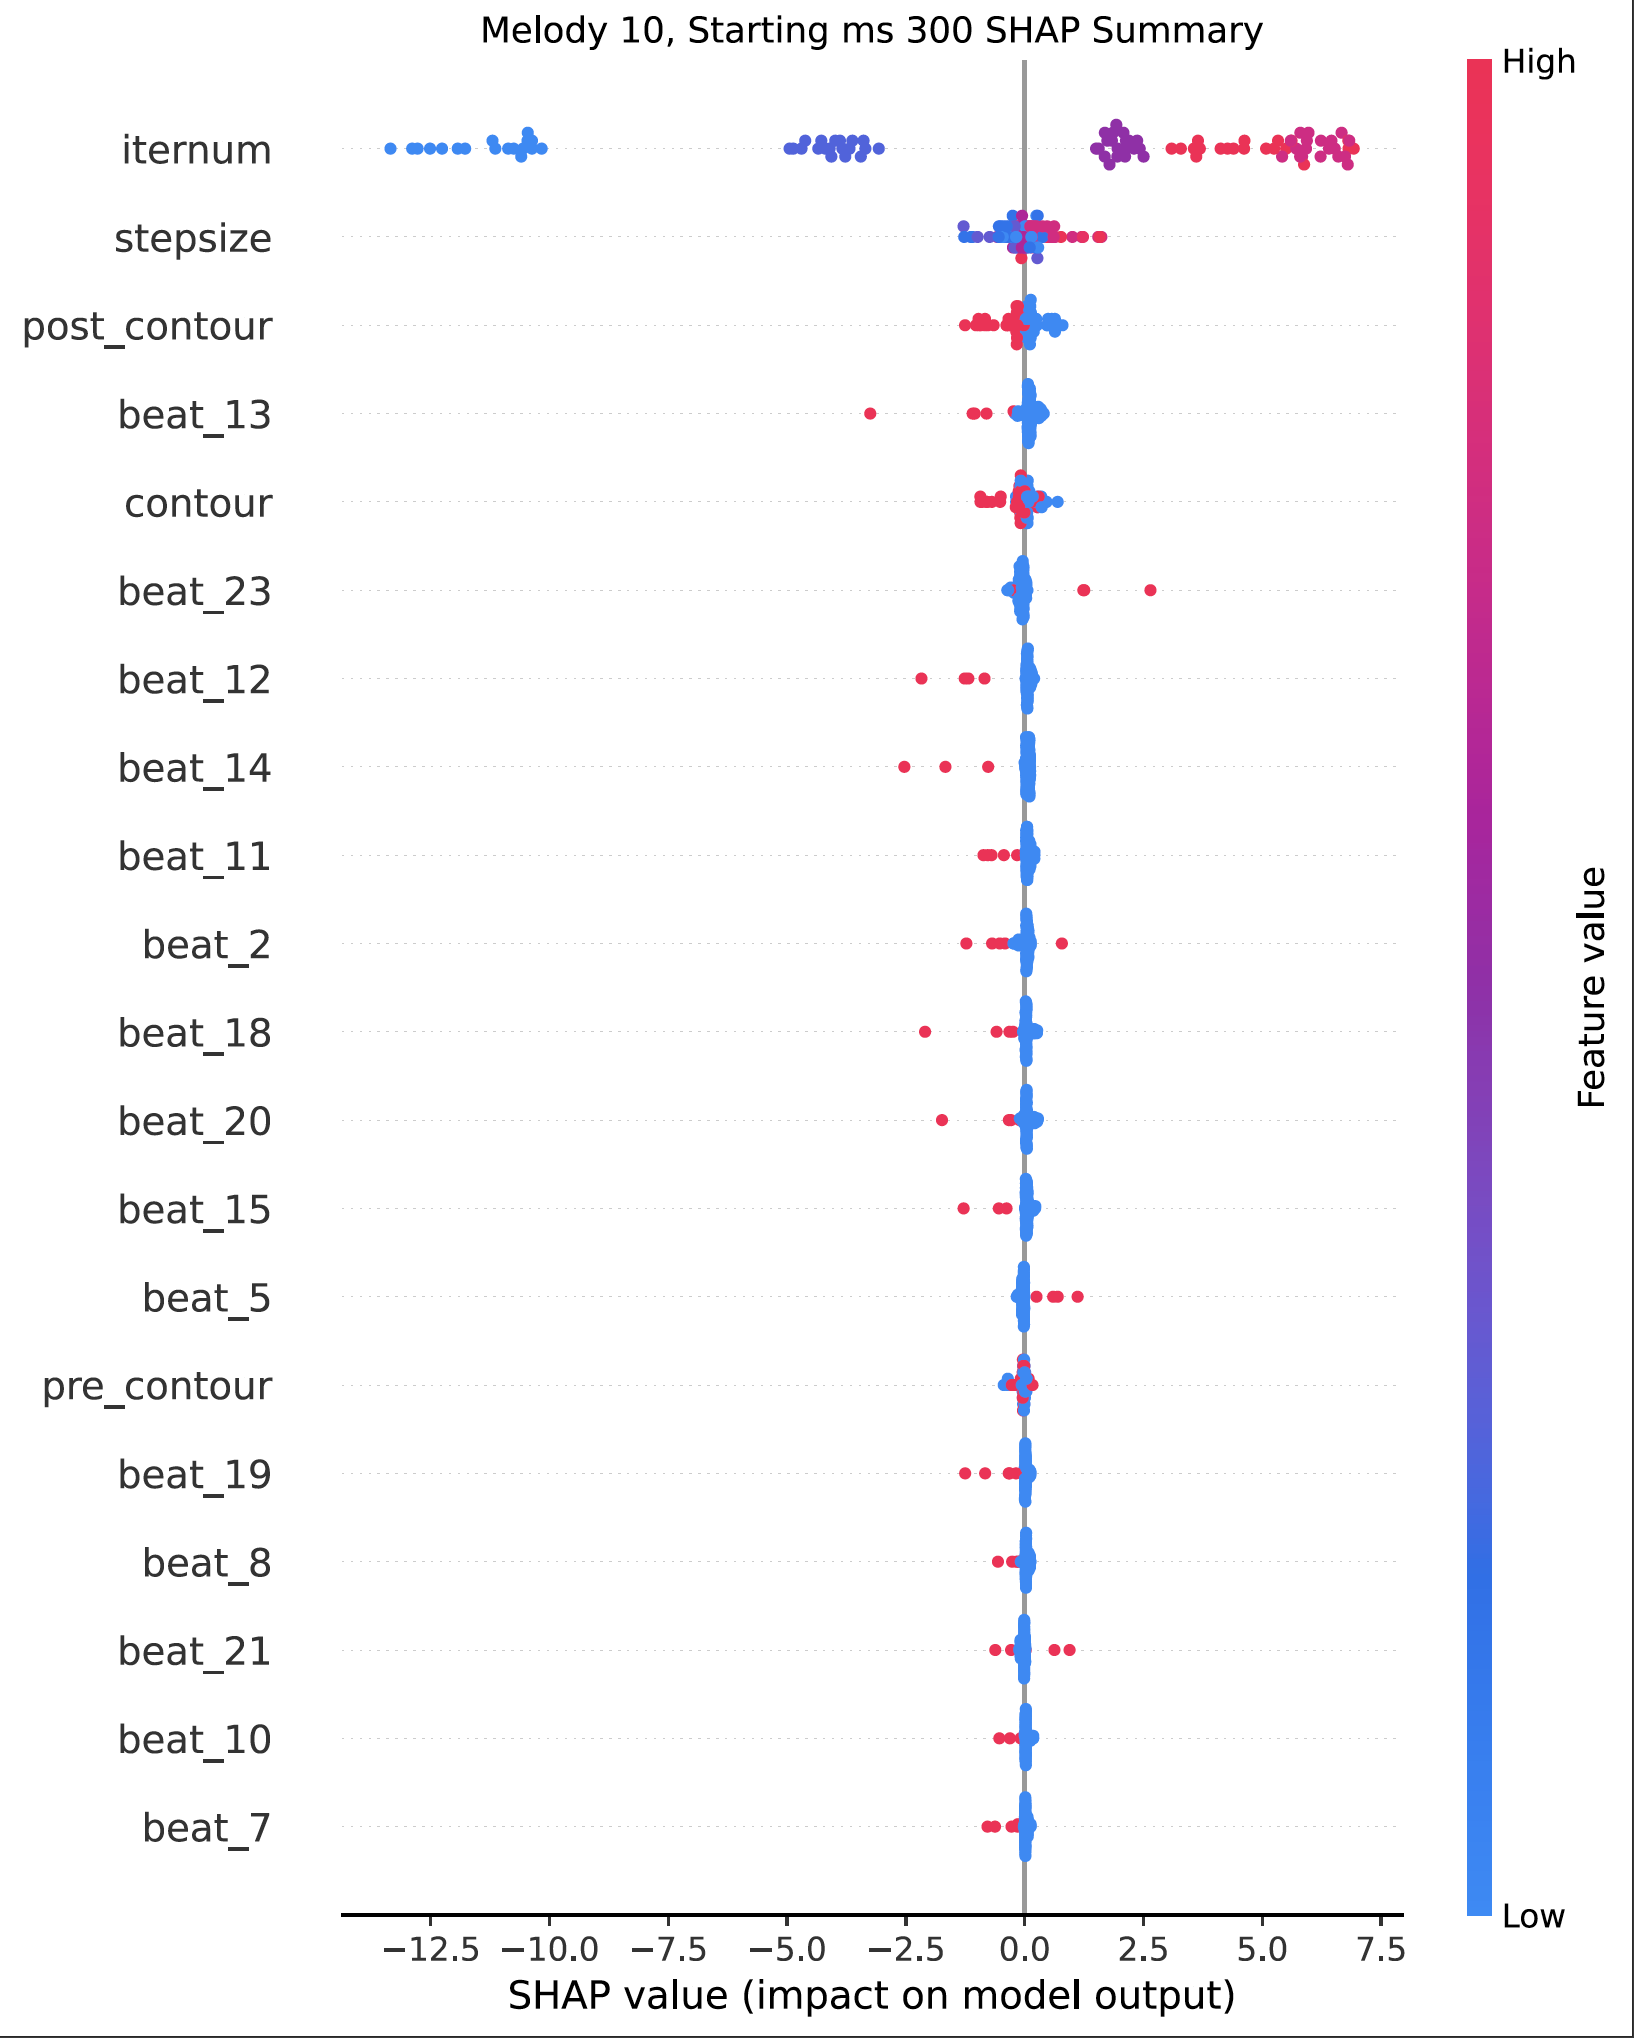 Melody 10, Starting ms 300 SHAP Summary
High
iternum
stepsize
post_contour
beat_13
contour
beat_23
beat_12
beat_14
beat_11
beat_2
beat_18
beat_20
beat_15
beat_5
pre_contour
beat_19
beat_8
beat_21
beat_10
beat_7
Feature value
Low
−12.5 −10.0 −7.5 −5.0 −2.5 0.0 2.5 5.0 7.5
SHAP value (impact on model output)